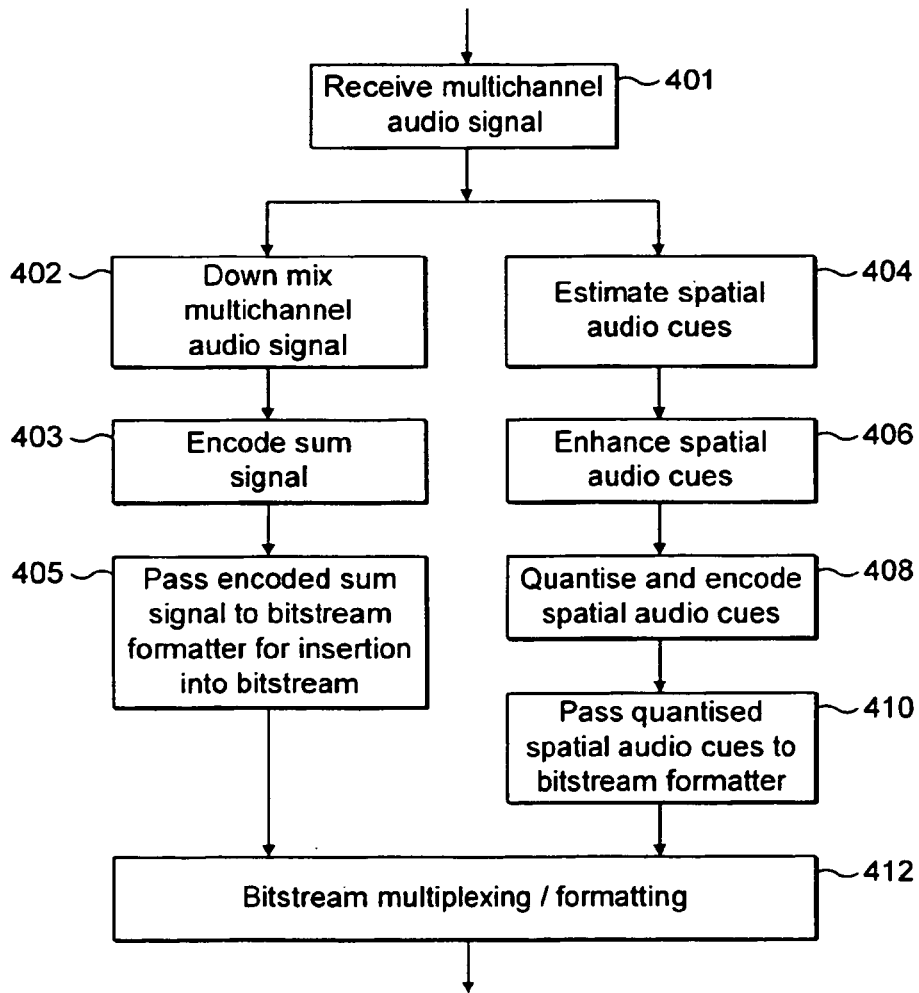 Receive multichannel
audio signal
401
402
Down mix
multichannel
audio signal
Estimate spatial
audio cues
404
403
Encode sum
signal
Enhance spatial
audio cues
406
405
Pass encoded sum
signal to bitstream
formatter for insertion
into bitstream
Quantise and encode
spatial audio cues
408
Pass quantised
spatial audio cues to
bitstream formatter
410
Bitstream multiplexing / formatting
412